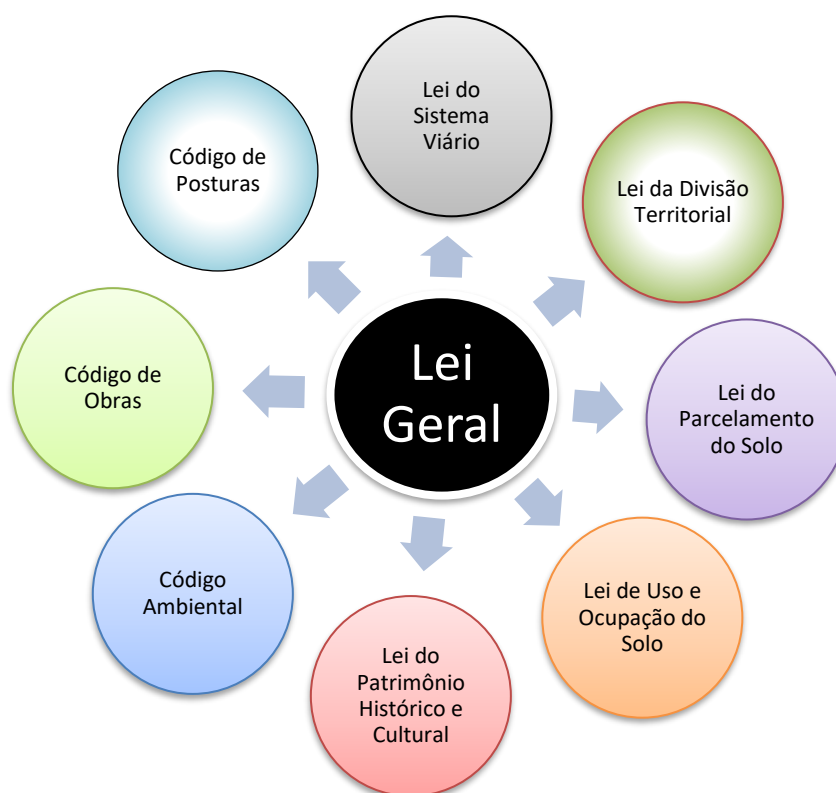 Lei do
Sistema
Viário
Lei da Divisão
Territorial
Lei do
Parcelamento
do Solo
Lei de Uso e
Ocupação do
Solo
Lei do
Patrimônio
Histórico e
Cultural
Código
Ambiental
Código de
Obras
Código de
Posturas
Lei
Geral